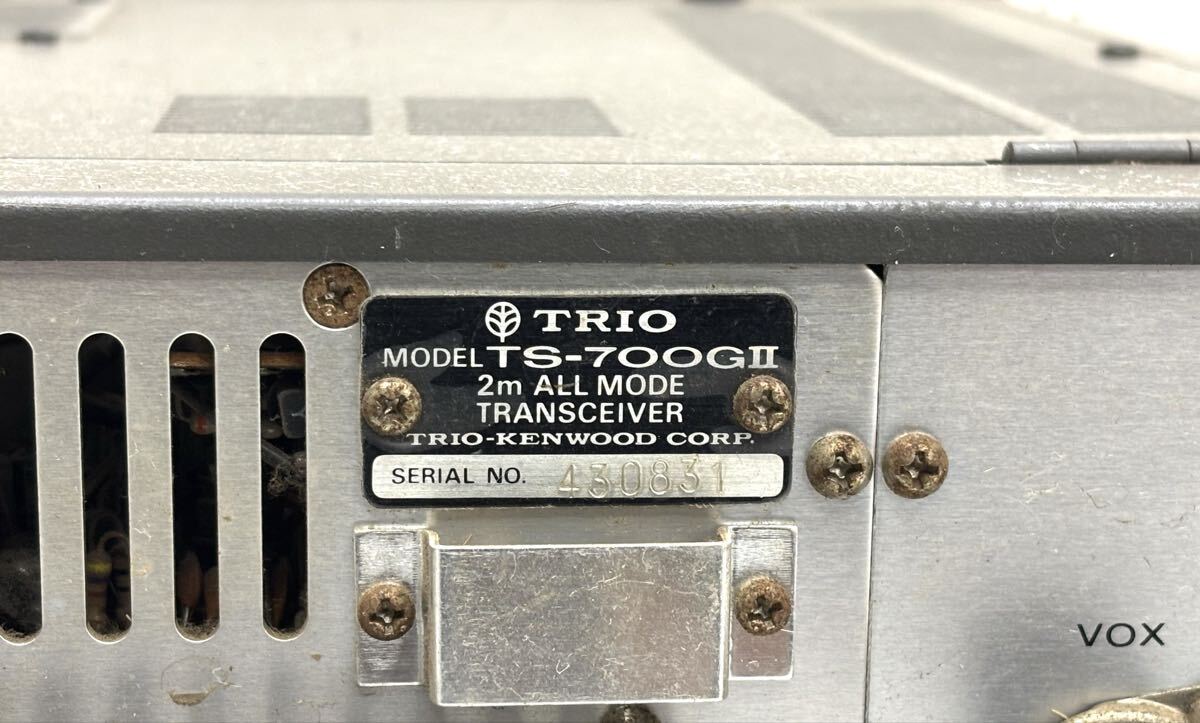 TRIO
MODEL TS-700GII
2m ALL MODE
TRANSCEIVER
TRIO-KENWOOD CORP.
SERIAL NO. 430831
VOX